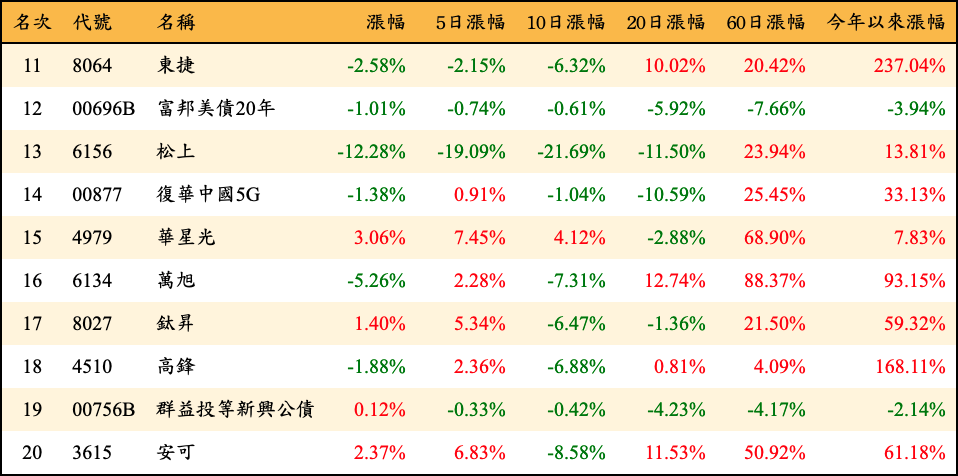 名次 代號 名稱 漲幅 5日漲幅 10日漲幅 20日漲幅 60日漲幅 今年以來漲幅
11 8064 東捷 -2.58% -2.15% -6.32% 10.02% 20.42% 237.04%
12 00696B 富邦美債20年 -1.01% -0.74% -0.61% -5.92% -7.66% -3.94%
13 6156 松上 -12.28% -19.09% -21.69% -11.50% 23.94% 13.81%
14 00877 復華中國5G -1.38% 0.91% -1.04% -10.59% 25.45% 33.13%
15 4979 華星光 3.06% 7.45% 4.12% -2.88% 68.90% 7.83%
16 6134 萬旭 -5.26% 2.28% -7.31% 12.74% 88.37% 93.15%
17 8027 鈦昇 1.40% 5.34% -6.47% -1.36% 21.50% 59.32%
18 4510 高鋒 -1.88% 2.36% -6.88% 0.81% 4.09% 168.11%
19 00756B 群益投等新興公債 0.12% -0.33% -0.42% -4.23% -4.17% -2.14%
20 3615 安可 2.37% 6.83% -8.58% 11.53% 50.92% 61.18%